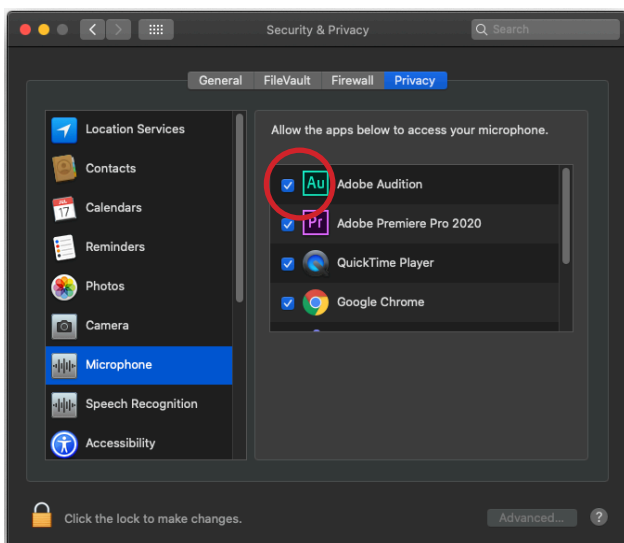 Security & Privacy
Search
General FileVault Firewall Privacy
Location Services
Contacts
JUL
17
Calendars
Reminders
Photos
Camera
Microphone
Speech Recognition
Accessibility
Allow the apps below to access your microphone.
Au Adobe Audition
Pr Adobe Premiere Pro 2020
QuickTime Player
Google Chrome
Click the lock to make changes.
Advanced...
?